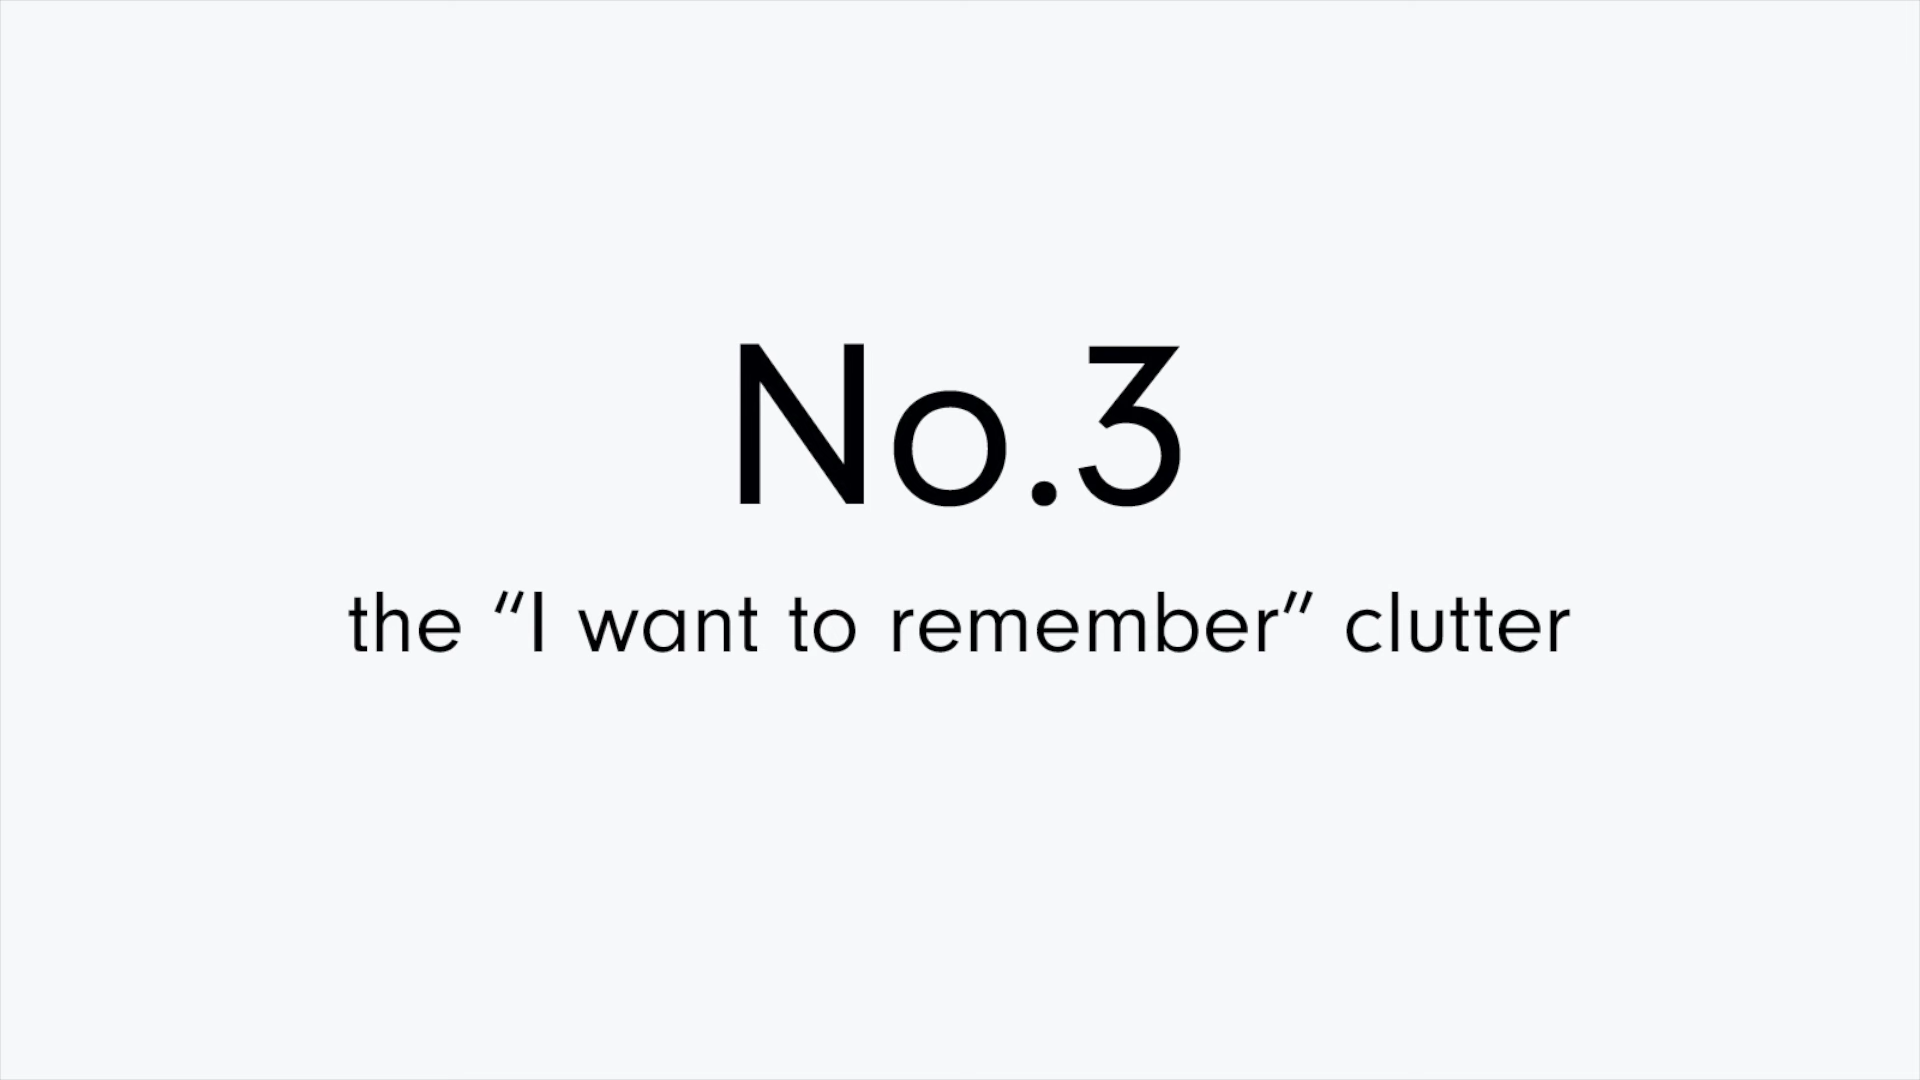 No.3
the “I want to remember” clutter